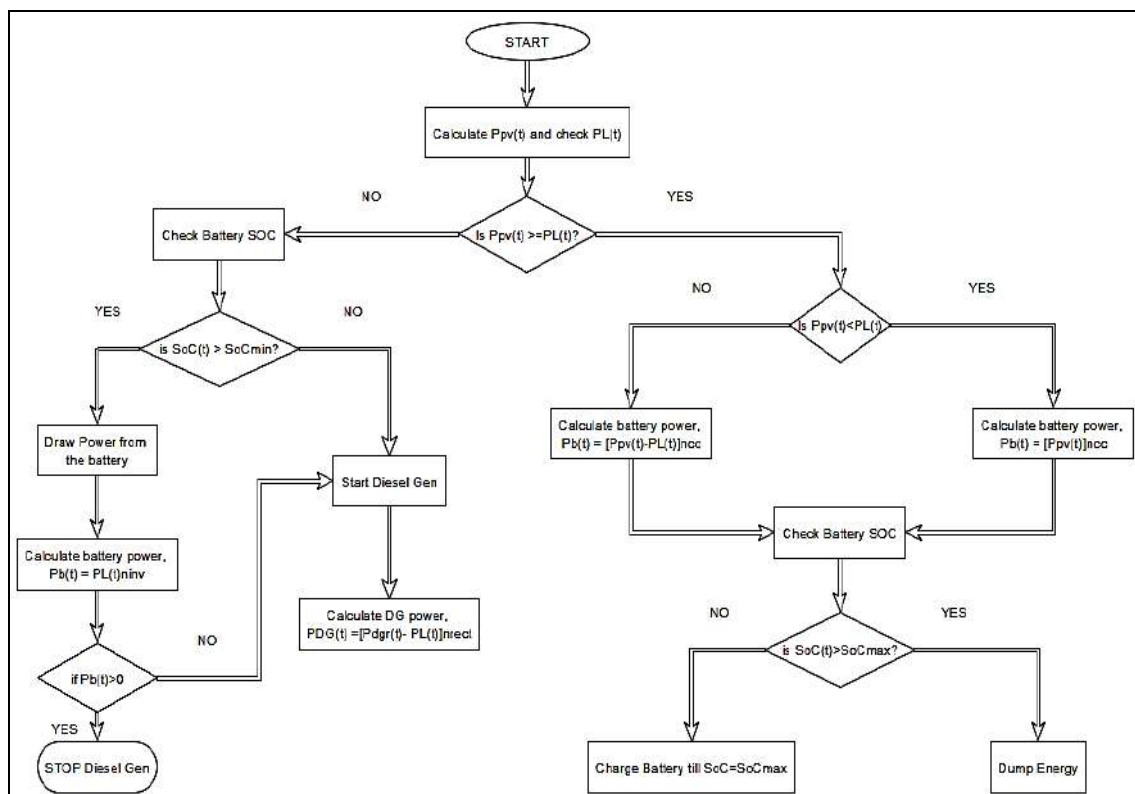 START
Calculate Ppv(t) and check PL(t)
NO
YES
Is Ppv(t) >=PL(t)?
Check Battery SOC
YES
NO
is SoC(t) > SoCmin?
NO
YES
Is Ppv(t)<PL(t)
Draw Power from
the battery
Start Diesel Gen
Calculate battery power,
Pb(t) = [Ppv(t)-PL(t)]ncc
Calculate battery power,
Pb(t) = [Ppv(t)]ncc
Check Battery SOC
Calculate battery power,
Pb(t) = PL(t)ninv
NO
Calculate DG power,
PDG(t) =[Pdgr(t)- PL(t)]nrect
NO
YES
is SoC(t)>SoCmax?
if Pb(t)>0
YES
STOP Diesel Gen
Charge Battery till SoC=SoCmax
Dump Energy